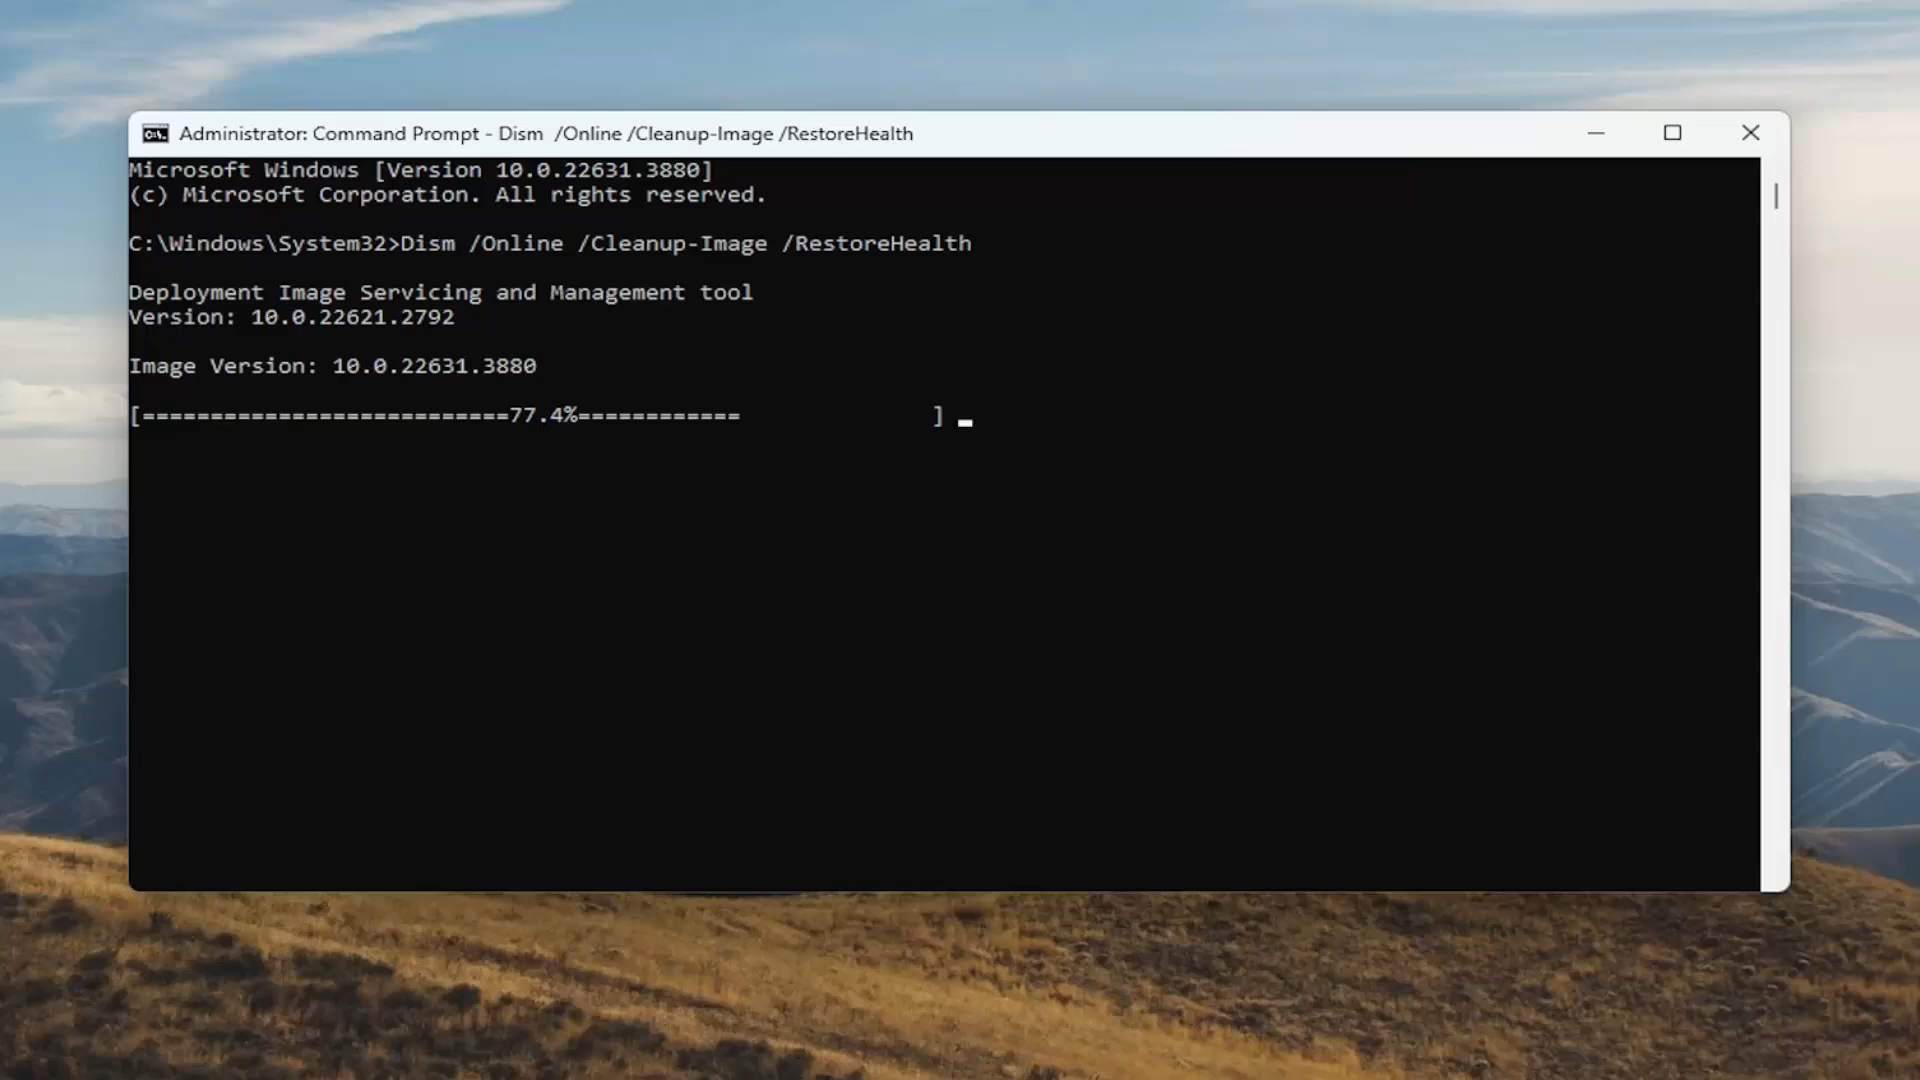 Administrator: Command Prompt - Dism  /Online /Cleanup-Image /RestoreHealth
Microsoft Windows [Version 10.0.22631.3880]
(c) Microsoft Corporation. All rights reserved.
C:\Windows\System32>Dism /Online /Cleanup-Image /RestoreHealth
Deployment Image Servicing and Management tool
Version: 10.0.22621.2792
Image Version: 10.0.22631.3880
[===========================77.4%============              ]